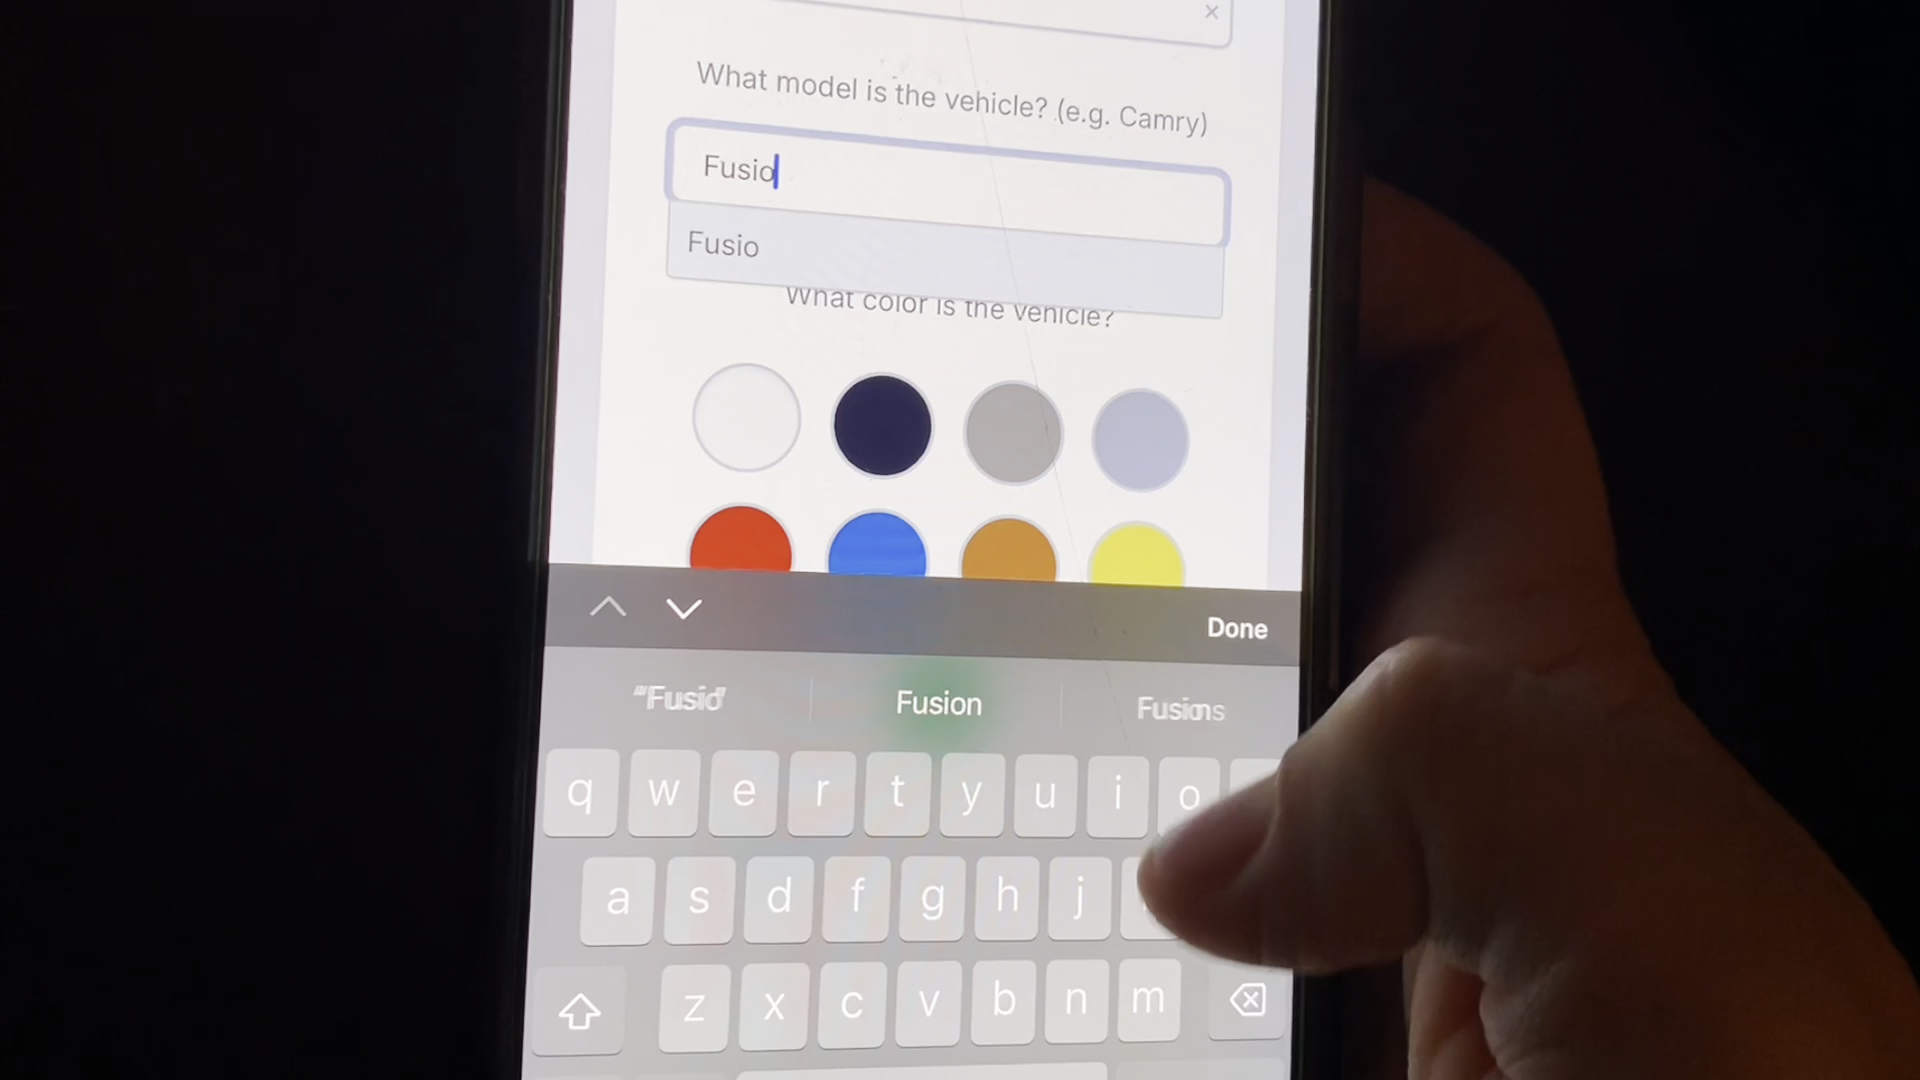 ×
What model is the vehicle? (e.g. Camry)
Fusio
Fusio
What color is the vehicle?
Done
"Fusio" Fusion Fusions
q w e r t y u i o
a s d f g h j
z x c v b n m